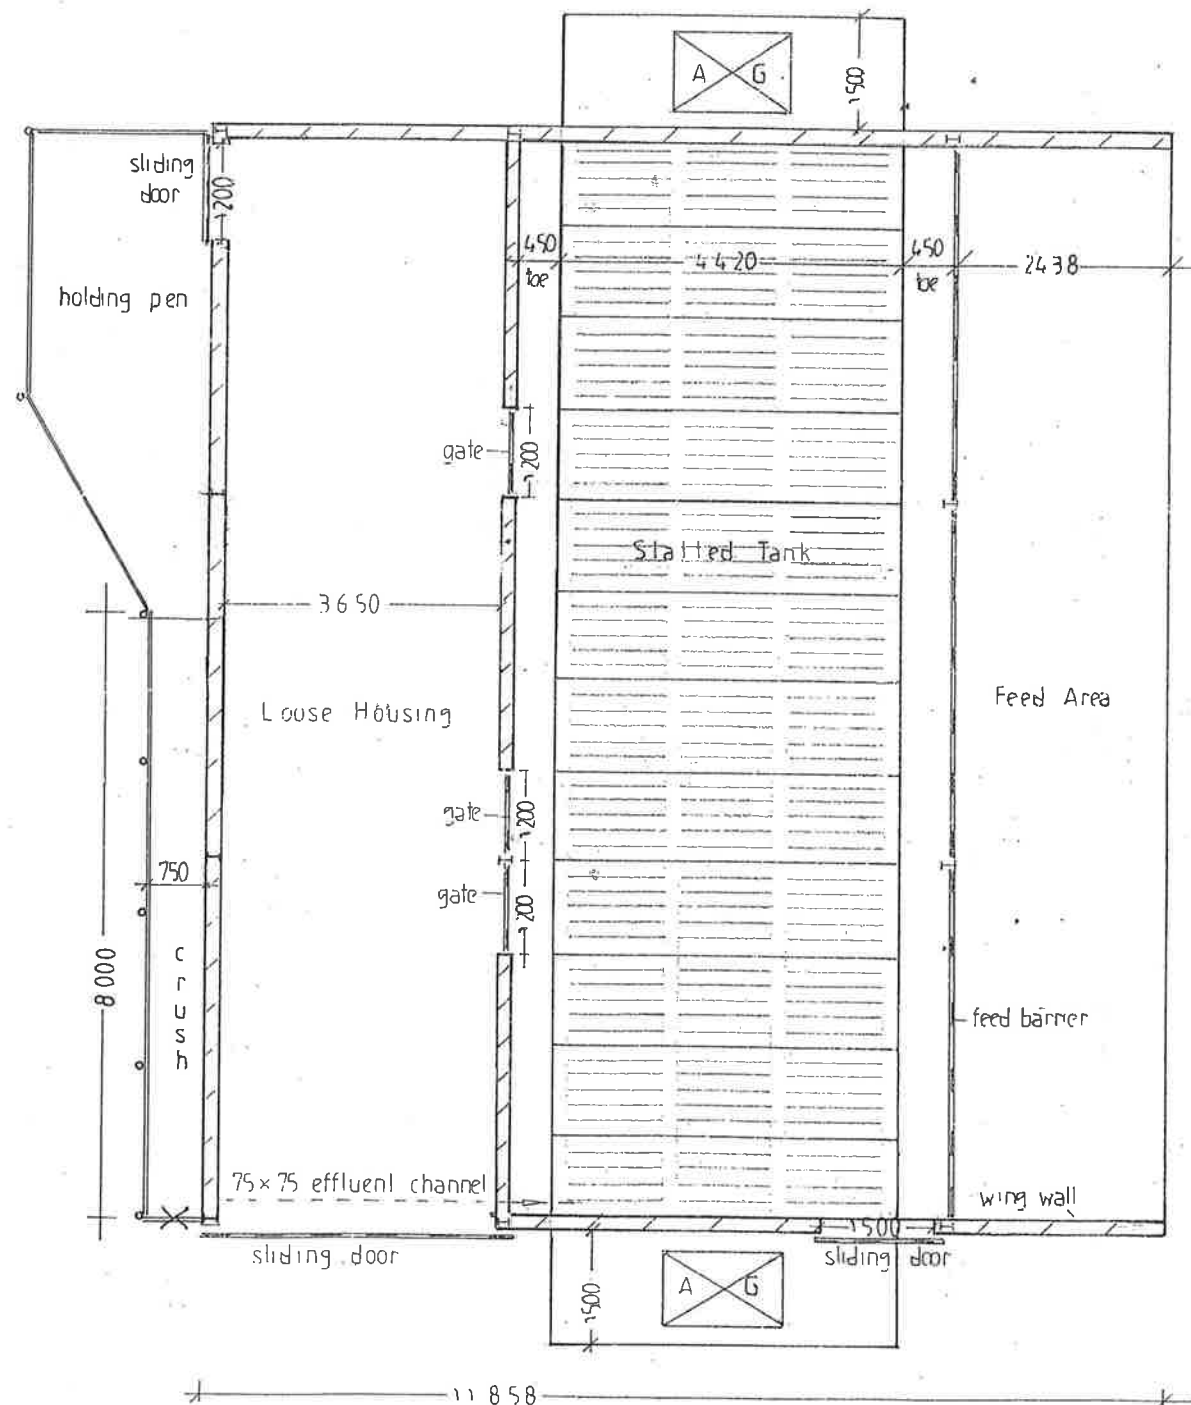 A G
1500
sliding
door
1200
450
toe
4420
450
toe
2438
holding pen
gate
1200
Slatted Tank
3650
Loose Housing
Feed Area
gate
1200
750
gate
1200
8000
crush
feed barrier
75×75 effluent channel
wing wall
1500
sliding door
sliding door
A G
1500
11 858